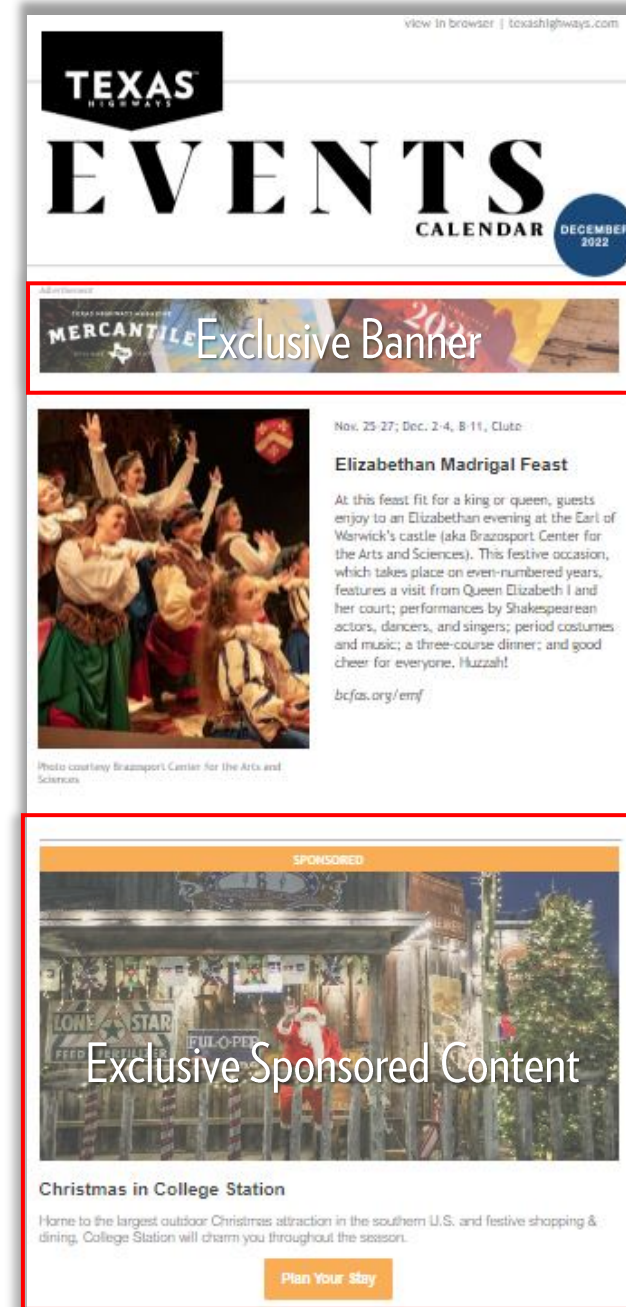 view in browser | texashighways.com
TEXAS
HIGHWAYS
EVENTS
CALENDAR
DECEMBER
2022
Advertisement
TEXAS HIGHWAYS MAGAZINE
MERCANTILE
Exclusive Banner
Nov. 25-27; Dec. 2-4, 8-11, Clute
Elizabethan Madrigal Feast
At this feast fit for a king or queen, guests
enjoy to an Elizabethan evening at the Earl of
Warwick's castle (aka Brazosport Center for
the Arts and Sciences). This festive occasion,
which takes place on even-numbered years,
features a visit from Queen Elizabeth I and
her court; performances by Shakespearean
actors, dancers, and singers; period costumes
and music; a three-course dinner; and good
cheer for everyone. Huzzah!
bcfas.org/emf
Photo courtesy Brazosport Center for the Arts and
Sciences
SPONSORED
LONE STAR
FEED FERTILIZER
FUL-O-PEP
Exclusive Sponsored Content
Christmas in College Station
Home to the largest outdoor Christmas attraction in the southern U.S. and festive shopping &
dining, College Station will charm you throughout the season.
Plan Your Stay